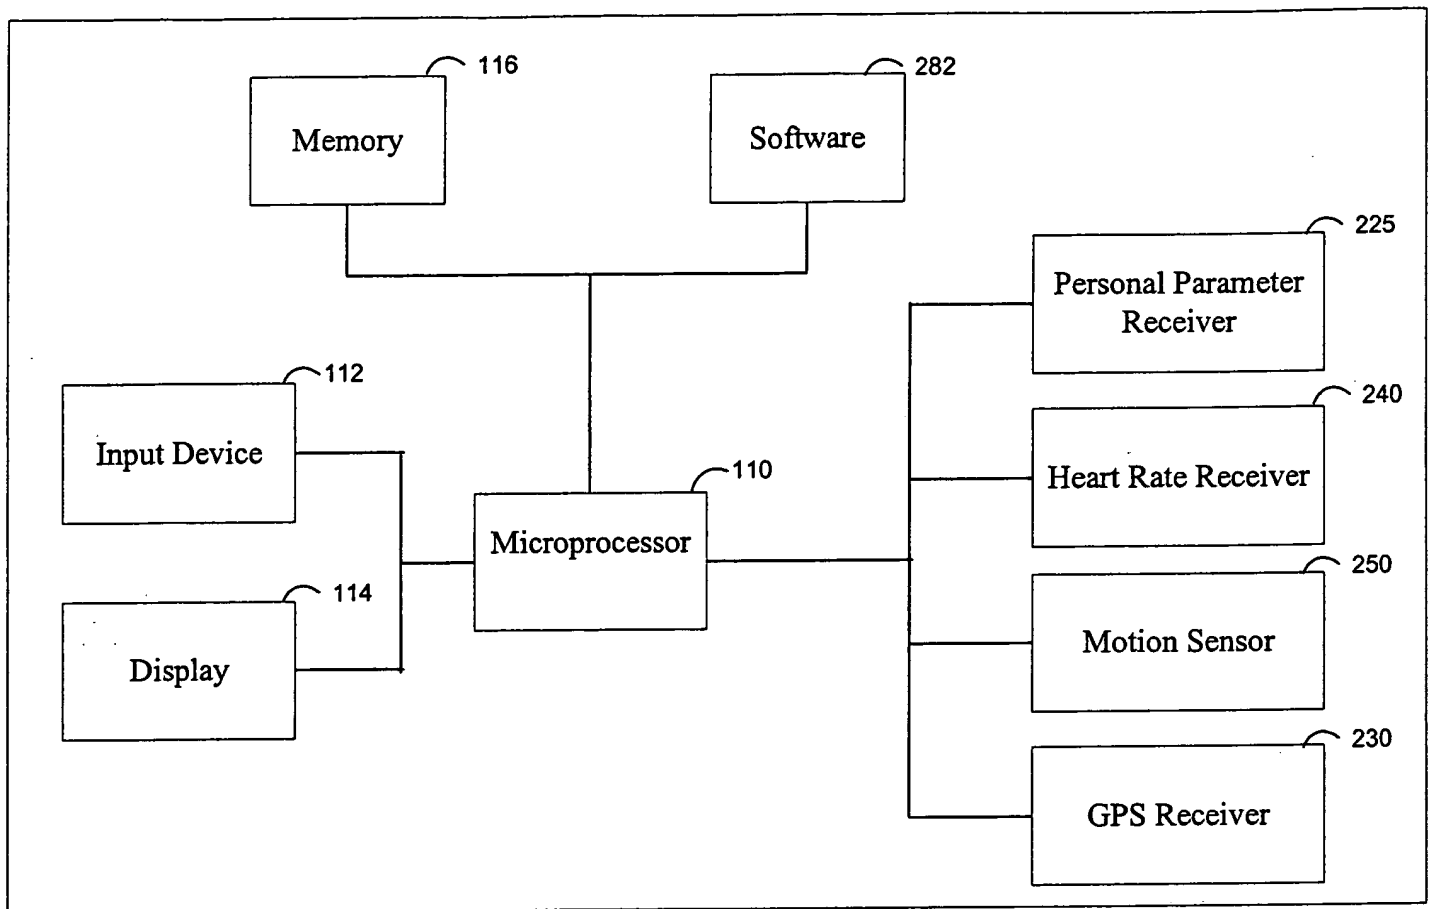 116
Memory
282
Software
225
Personal Parameter
Receiver
112
Input Device
240
Heart Rate Receiver
110
Microprocessor
250
Motion Sensor
114
Display
230
GPS Receiver